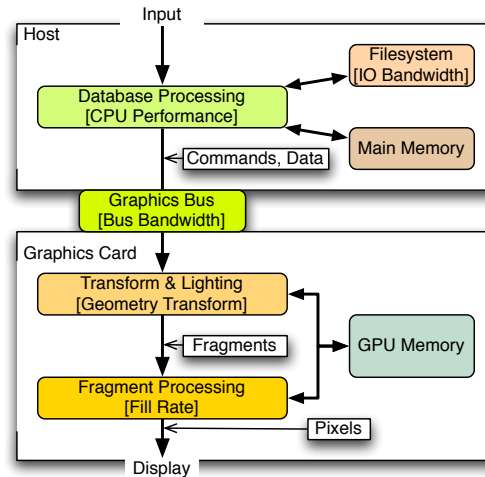 Input
Host
Filesystem
[IO Bandwidth]
Database Processing
[CPU Performance]
Main Memory
Commands, Data
Graphics Bus
[Bus Bandwidth]
Graphics Card
Transform & Lighting
[Geometry Transform]
Fragments
GPU Memory
Fragment Processing
[Fill Rate]
Pixels
Display